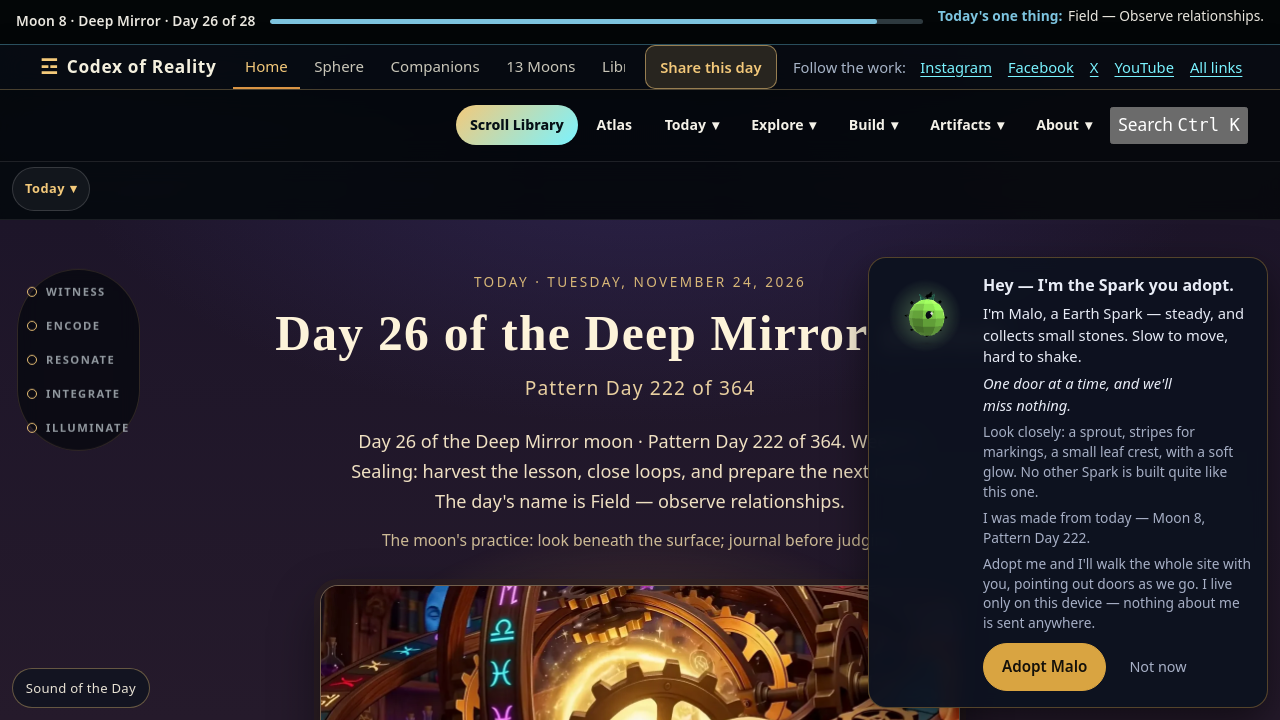 Moon 8 · Deep Mirror · Day 26 of 28
Today's one thing: Field — Observe relationships.
Codex of Reality
Home Sphere Companions 13 Moons Lib
Share this day
Follow the work: Instagram Facebook X YouTube All links
Scroll Library Atlas Today ▾ Explore ▾ Build ▾ Artifacts ▾ About ▾ Search Ctrl K
Today ▾
WITNESS
ENCODE
RESONATE
INTEGRATE
ILLUMINATE
TODAY · TUESDAY, NOVEMBER 24, 2026
Day 26 of the Deep Mirror
Pattern Day 222 of 364
Day 26 of the Deep Mirror moon · Pattern Day 222 of 364. W
Sealing: harvest the lesson, close loops, and prepare the next
The day's name is Field — observe relationships.
The moon's practice: look beneath the surface; journal before judg
Hey — I'm the Spark you adopt.
I'm Malo, a Earth Spark — steady, and
collects small stones. Slow to move,
hard to shake.
One door at a time, and we'll
miss nothing.
Look closely: a sprout, stripes for
markings, a small leaf crest, with a soft
glow. No other Spark is built quite like
this one.
I was made from today — Moon 8,
Pattern Day 222.
Adopt me and I'll walk the whole site with
you, pointing out doors as we go. I live
only on this device — nothing about me
is sent anywhere.
Adopt Malo Not now
Sound of the Day